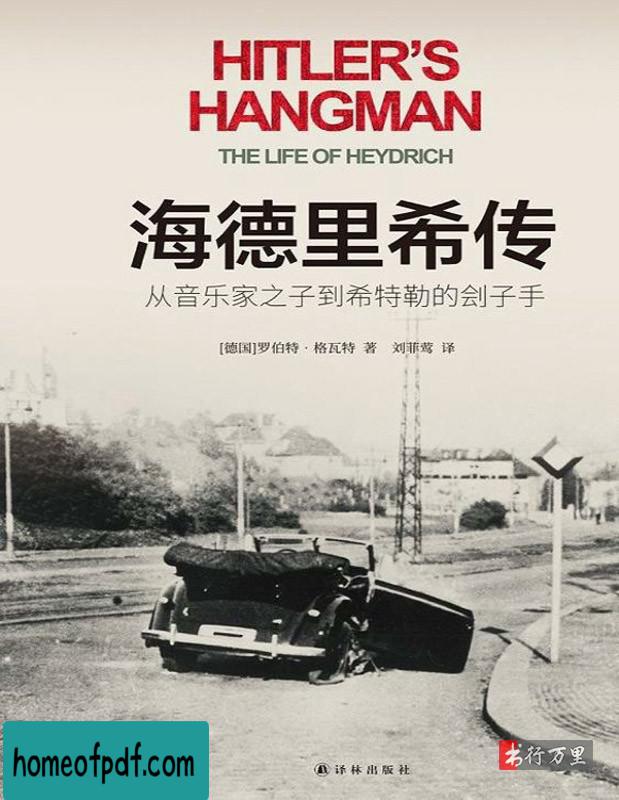 HITLER'S
HANGMAN
THE LIFE OF HEYDRICH
海德里希传
从音乐家之子到希特勒的刽子手
[德国]罗伯特·格瓦特 著 刘菲莺 译
homeofpdf.com
译林出版社
书行万里